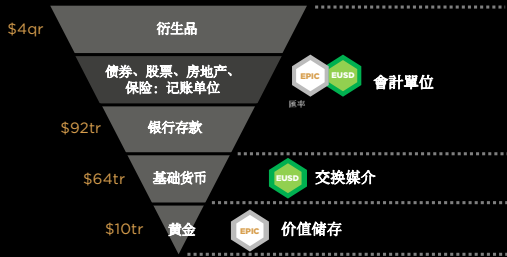 $4qr
衍生品
债券、股票、房地产、
保险：记账单位
EPIC
EUSD
會計單位
匯率
$92tr
银行存款
$64tr
基础货币
EUSD
交换媒介
$10tr
黄金
EPIC
价值储存